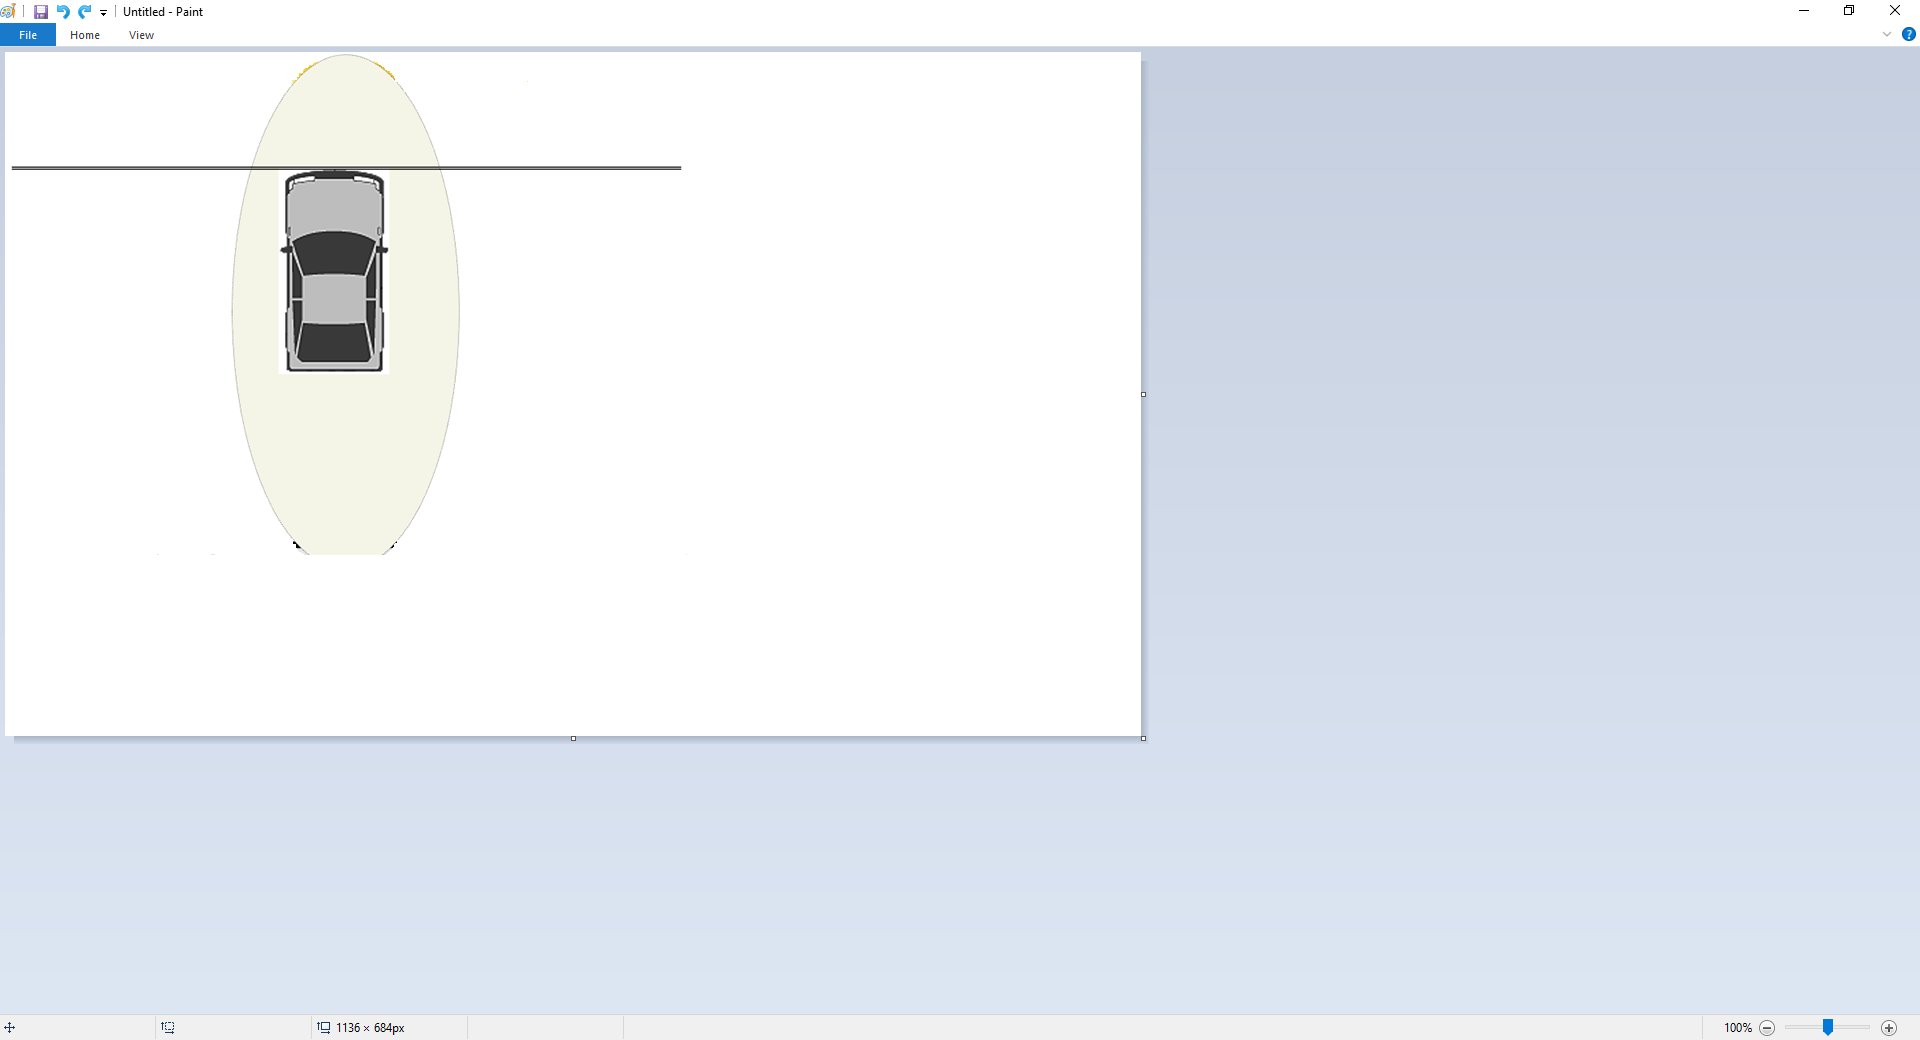 Untitled - Paint
File Home View
?
1136 × 684px
100%